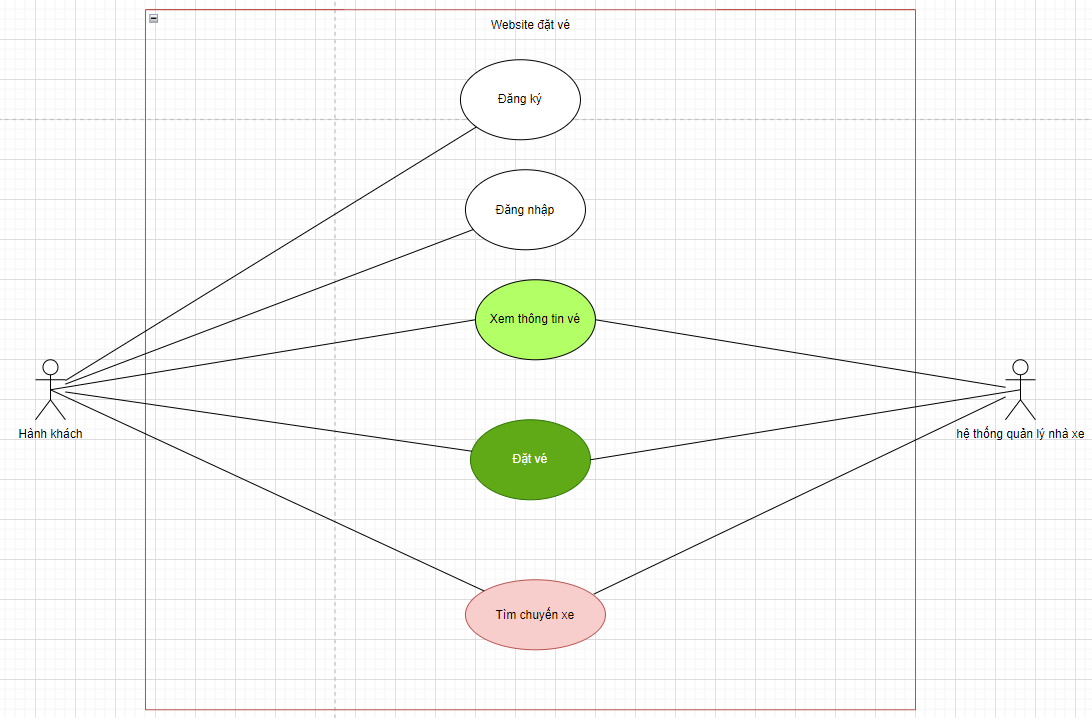 Website đặt vé
Đăng ký
Đăng nhập
Xem thông tin vé
Hành khách
hệ thống quản lý nhà xe
Đặt vé
Tìm chuyến xe